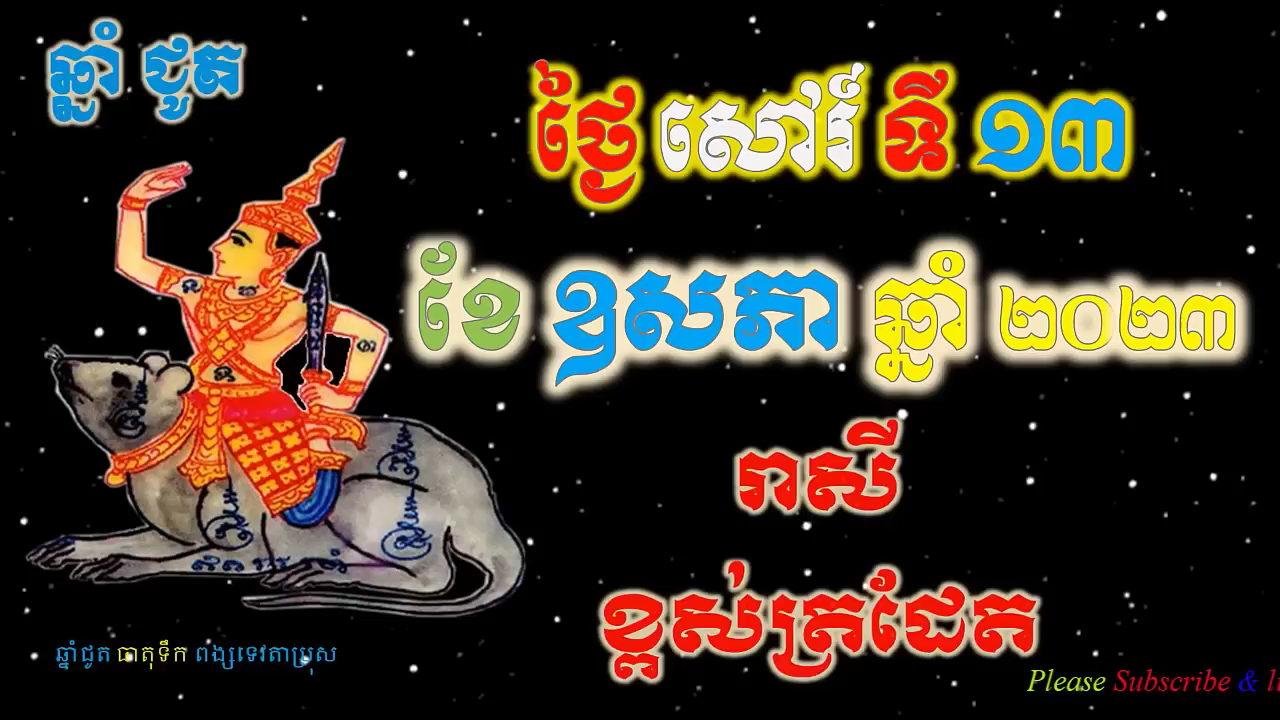 ឆ្នាំ ជូត
ថ្ងៃ សៅរ៍ ទី ១៣
ខែ ឧសភា ឆ្នាំ ២០២៣
រាសី
ខ្ពស់ត្រដែត
ឆ្នាំជូត ធាតុទឹក ពង្សទេវតាប្រុស
Please Subscribe & li